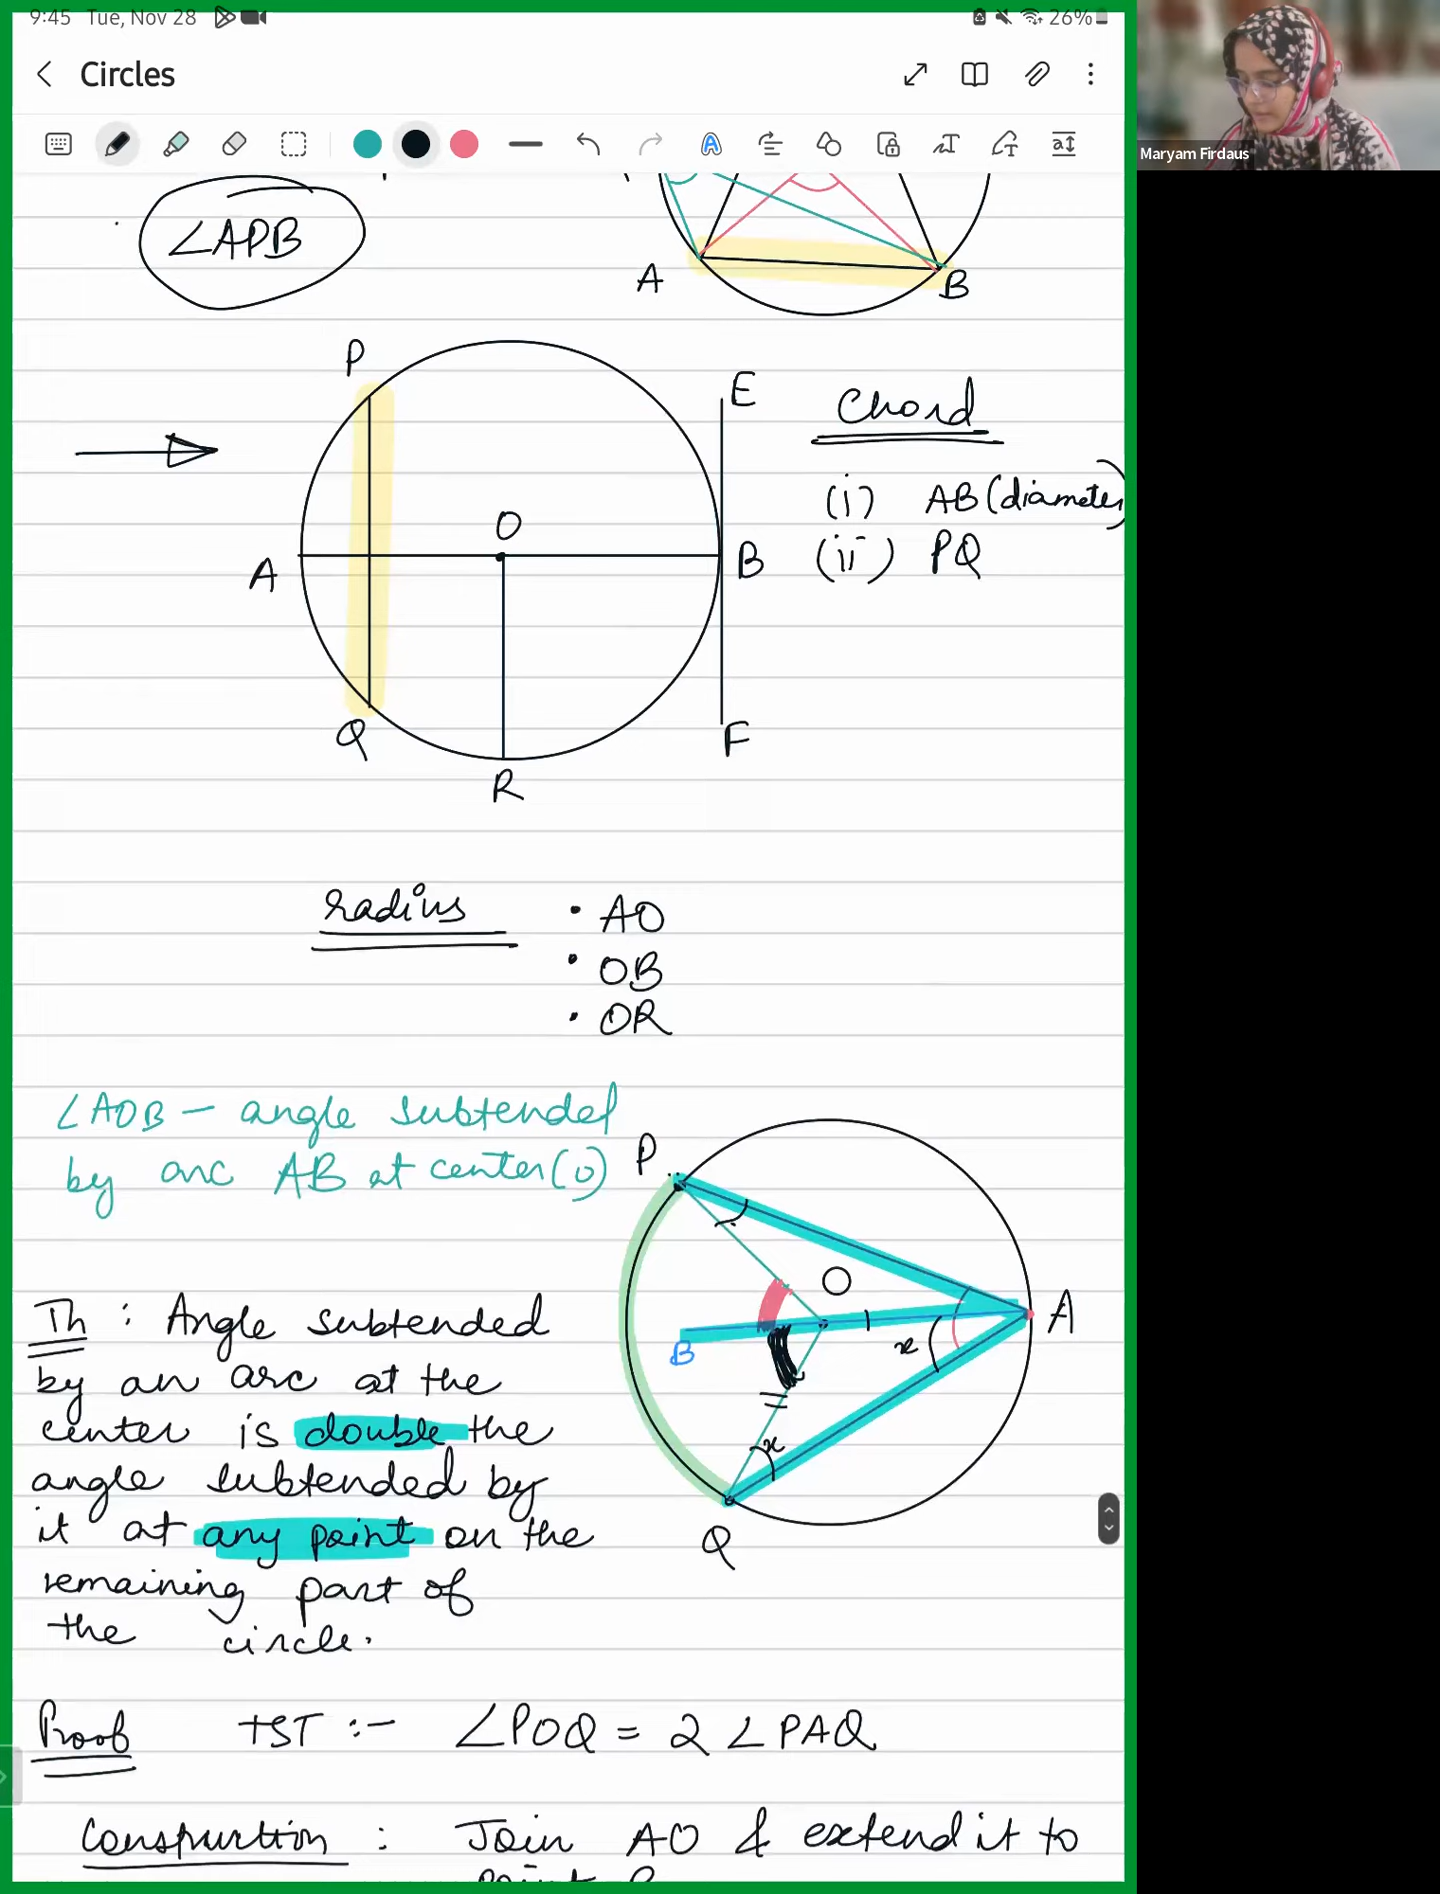 9:45 Tue, Nov 28
26%
Circles
Maryam Firdaus
∠APB
A
B
P
E
Chord
(i) AB (diameter)
O
A
B
(ii) PQ
Q
F
R
radius
• AO
• OB
• OR
∠AOB - angle subtended
by arc AB at center (O)
P
O
A
B
x
x
Q
Th : Angle subtended
by an arc at the
center is double the
angle subtended by
it at any point on the
remaining part of
the circle.
Proof TST :- ∠POQ = 2 ∠PAQ
Construction : Join AO & extend it to